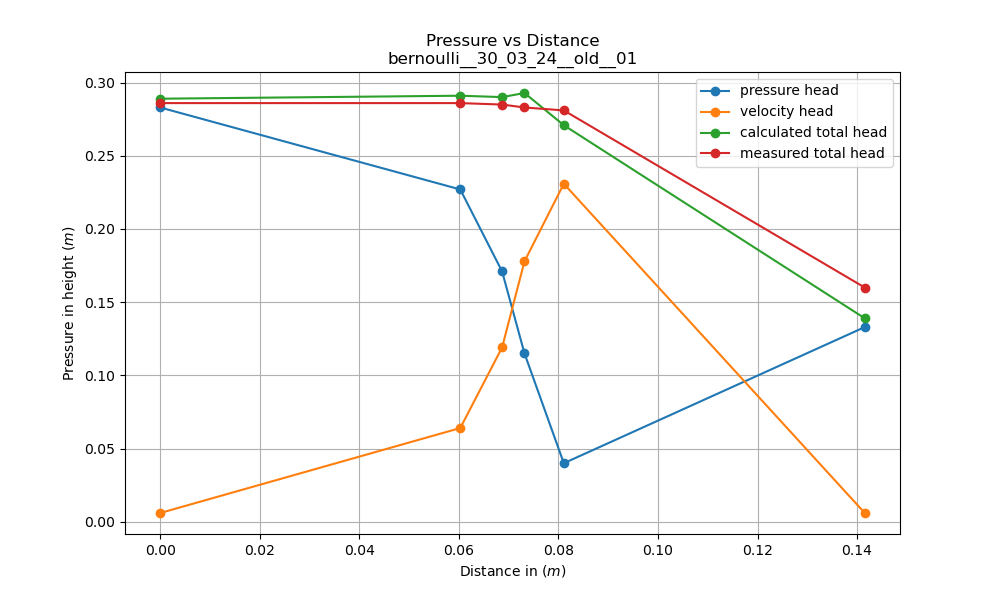 Pressure vs Distance
bernoulli__30_03_24__old__01
pressure head
velocity head
calculated total head
measured total head
Pressure in height (m)
0.30
0.25
0.20
0.15
0.10
0.05
0.00
0.00 0.02 0.04 0.06 0.08 0.10 0.12 0.14
Distance in (m)